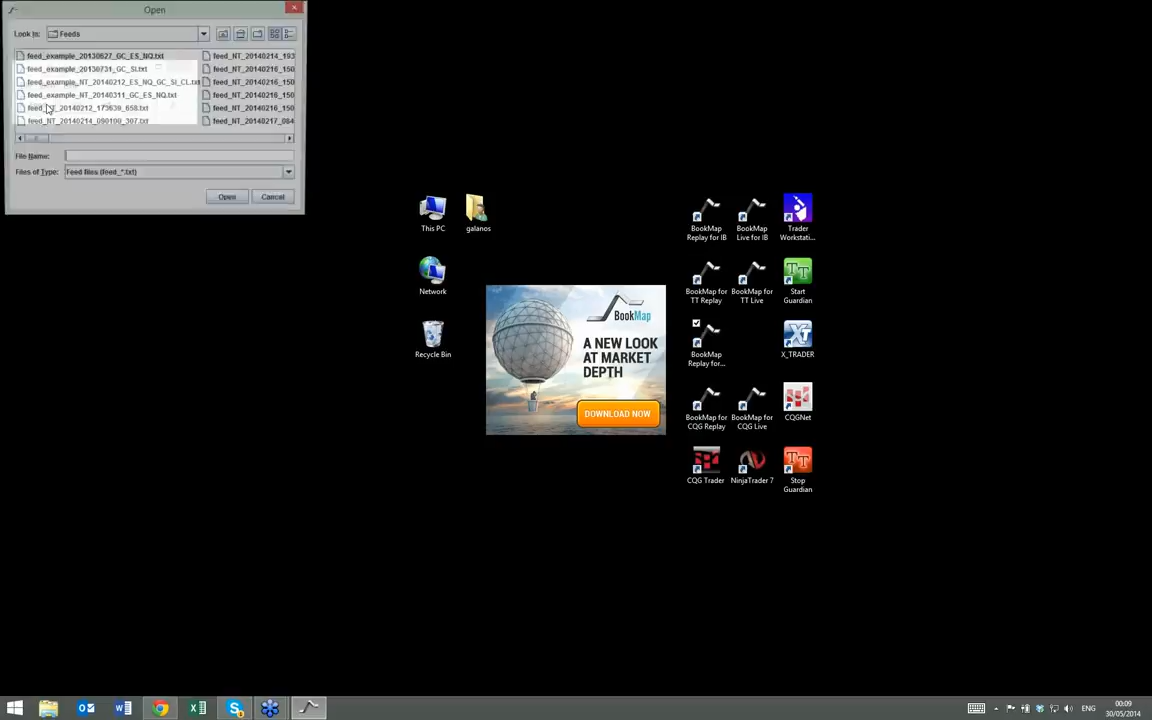 Open
Look In:
Feeds
feed_example_20130627_GC_ES_NQ.txt
feed_example_20130731_GC_SI.txt
feed_example_NT_20140212_ES_NQ_GC_SI_CL.txt
feed_example_NT_20140311_GC_ES_NQ.txt
feed_NT_20140212_173639_658.txt
feed_NT_20140214_090100_307.txt
feed_NT_20140214_193
feed_NT_20140216_150
feed_NT_20140216_150
feed_NT_20140216_150
feed_NT_20140216_150
feed_NT_20140217_084
File Name:
Files of Type:
Feed files (feed_*.txt)
Open
Cancel
This PC
galanos
Network
Recycle Bin
BookMap
A NEW LOOK
AT MARKET
DEPTH
DOWNLOAD NOW
BookMap
Replay for IB
BookMap
Live for IB
Trader
Workstati...
BookMap for
TT Replay
BookMap for
TT Live
Start
Guardian
BookMap
Replay for...
X_TRADER
BookMap for
CQG Replay
BookMap for
CQG Live
CQGNet
CQG Trader
NinjaTrader 7
Stop
Guardian
ENG
00:09
30/05/2014